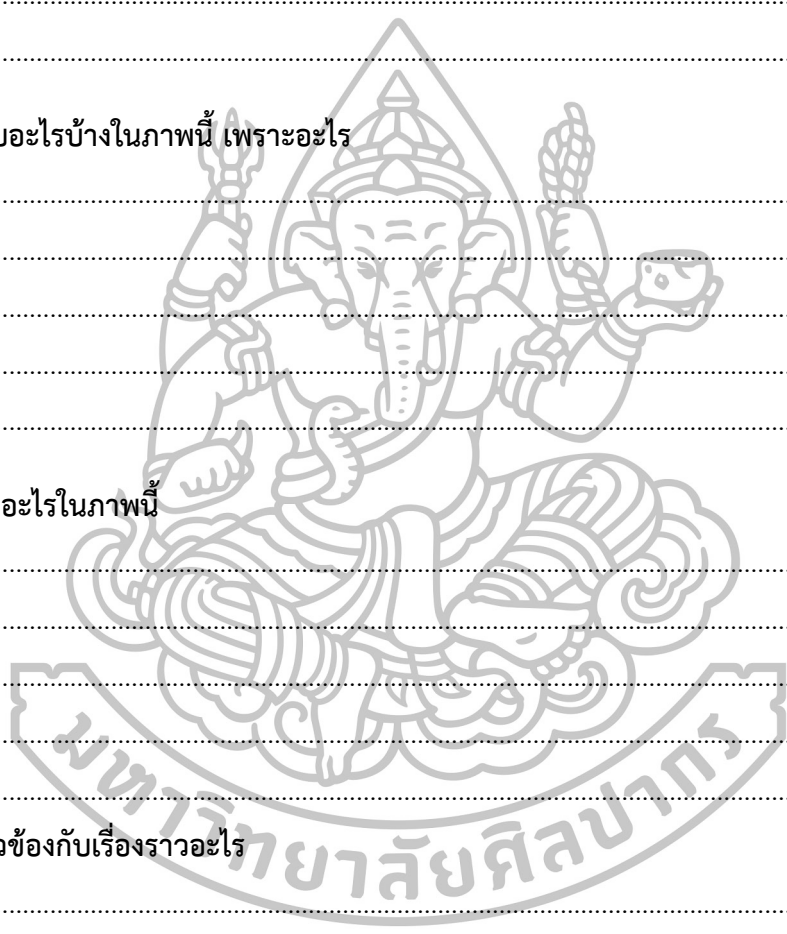 บอะไรบ้างในภาพนี้ เพราะอะไร
อะไรในภาพนี้
วข้องกับเรื่องราวอะไร
มหาวิทยาลัยศิลปากร